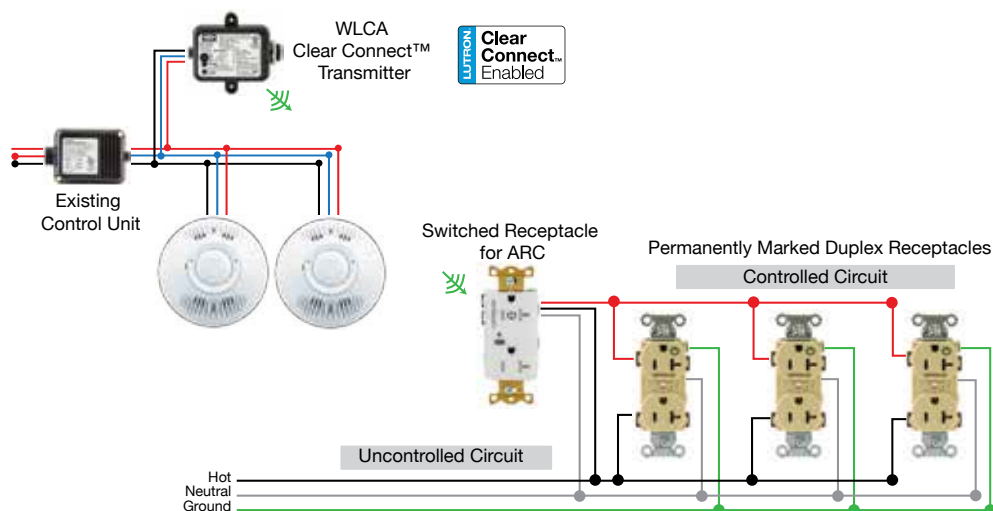 WLCA
Clear Connect™
Transmitter
LUTRON
Clear
Connect™
Enabled
Existing
Control Unit
Switched Receptacle
for ARC
Permanently Marked Duplex Receptacles
Controlled Circuit
Uncontrolled Circuit
Hot
Neutral
Ground